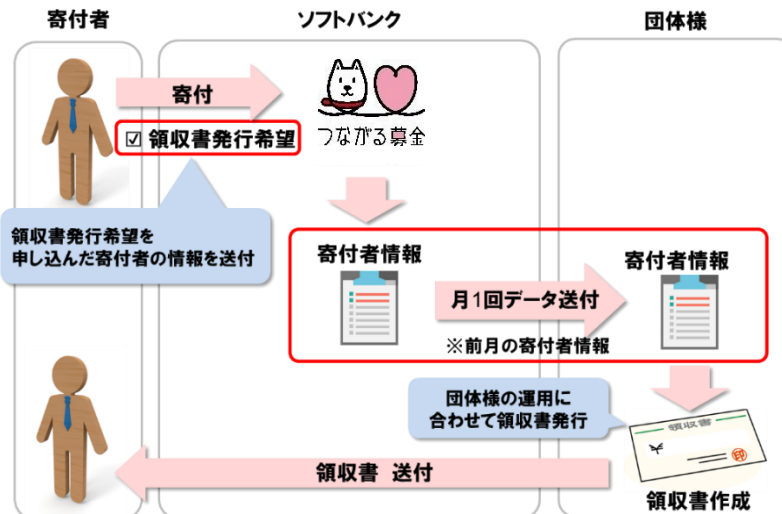 寄付者
ソフトバンク
団体様
寄付
☑ 領収書発行希望
つながる募金
領収書発行希望を
申し込んだ寄付者の情報を送付
寄付者情報
寄付者情報
月1回データ送付
※前月の寄付者情報
団体様の運用に
合わせて領収書発行
領収書
¥
印
領収書 送付
領収書作成